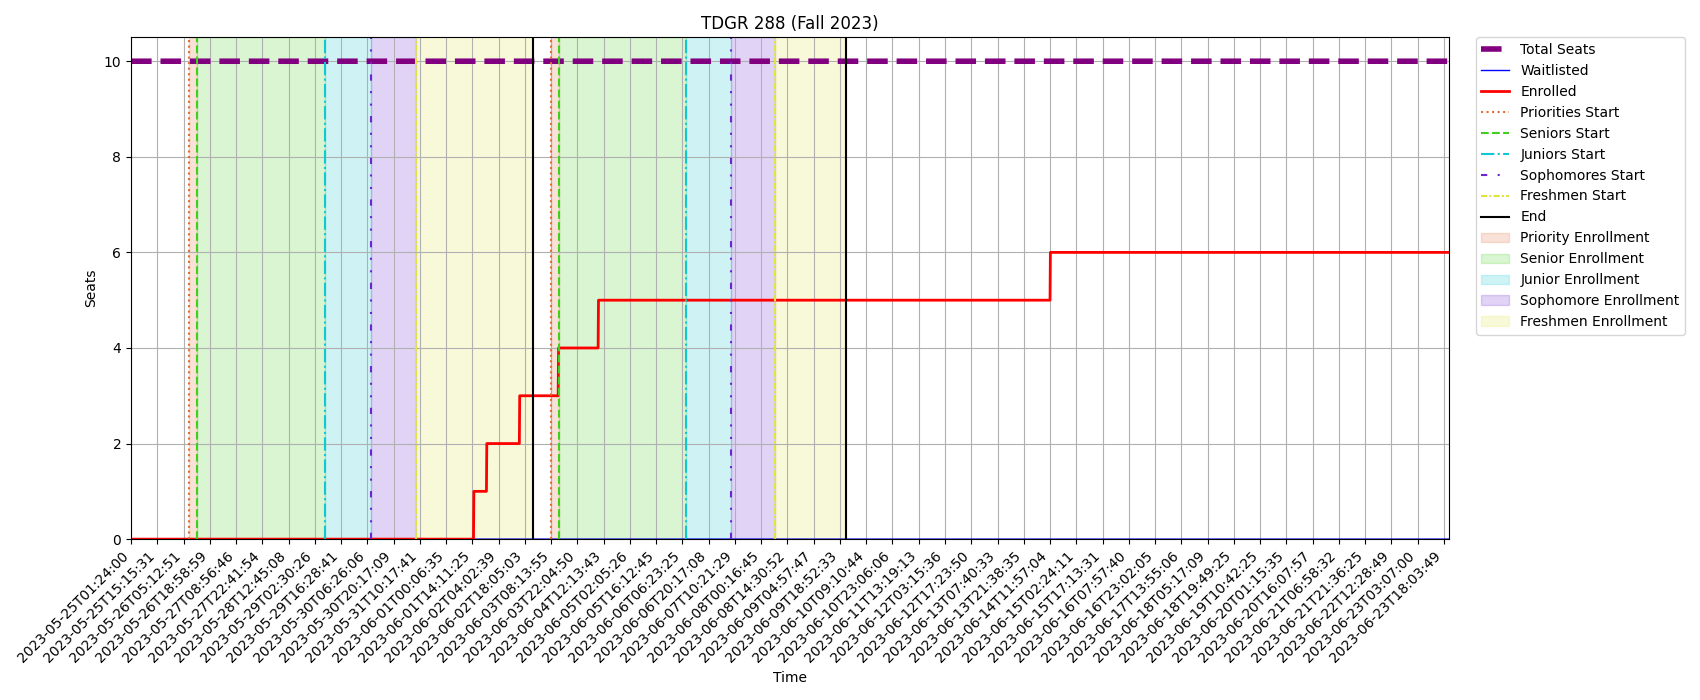 TDGR 288 (Fall 2023)
Seats
10
8
6
4
2
0
2023-05-25T01:24:00
2023-05-25T15:15:31
2023-05-26T05:12:51
2023-05-26T18:58:59
2023-05-27T08:56:46
2023-05-27T22:41:54
2023-05-28T12:45:08
2023-05-29T02:30:26
2023-05-29T16:28:41
2023-05-30T06:26:06
2023-05-30T20:17:09
2023-05-31T10:17:41
2023-06-01T00:06:35
2023-06-01T14:11:25
2023-06-02T04:02:39
2023-06-02T18:05:03
2023-06-03T08:13:55
2023-06-03T22:04:50
2023-06-04T12:13:43
2023-06-05T02:05:26
2023-06-05T16:12:45
2023-06-06T06:23:25
2023-06-06T20:17:08
2023-06-07T10:21:29
2023-06-08T00:16:45
2023-06-08T14:30:52
2023-06-09T04:57:47
2023-06-09T18:52:33
2023-06-10T09:10:44
2023-06-10T23:06:06
2023-06-11T13:19:13
2023-06-12T03:15:36
2023-06-12T17:23:50
2023-06-13T07:40:33
2023-06-13T21:38:35
2023-06-14T11:57:04
2023-06-15T02:24:11
2023-06-15T17:13:31
2023-06-16T07:57:40
2023-06-16T23:02:05
2023-06-17T13:55:06
2023-06-18T05:17:09
2023-06-18T19:49:25
2023-06-19T10:42:25
2023-06-20T01:15:35
2023-06-20T16:07:57
2023-06-21T06:58:32
2023-06-21T21:36:25
2023-06-22T12:28:49
2023-06-23T03:07:00
2023-06-23T18:03:49
Time
Total Seats
Waitlisted
Enrolled
Priorities Start
Seniors Start
Juniors Start
Sophomores Start
Freshmen Start
End
Priority Enrollment
Senior Enrollment
Junior Enrollment
Sophomore Enrollment
Freshmen Enrollment